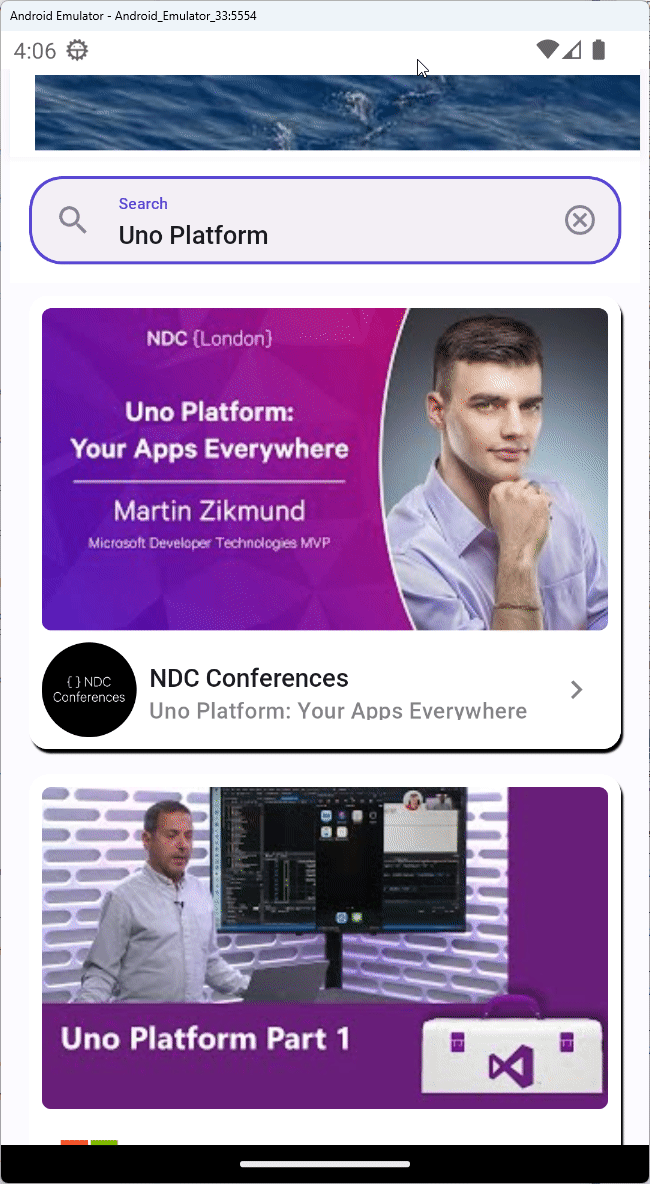 Android Emulator - Android_Emulator_33:5554
4:06
Search
Uno Platform
NDC {London}
Uno Platform:
Your Apps Everywhere
Martin Zikmund
Microsoft Developer Technologies MVP
{ } NDC
Conferences
NDC Conferences
Uno Platform: Your Apps Everywhere
Uno Platform Part 1